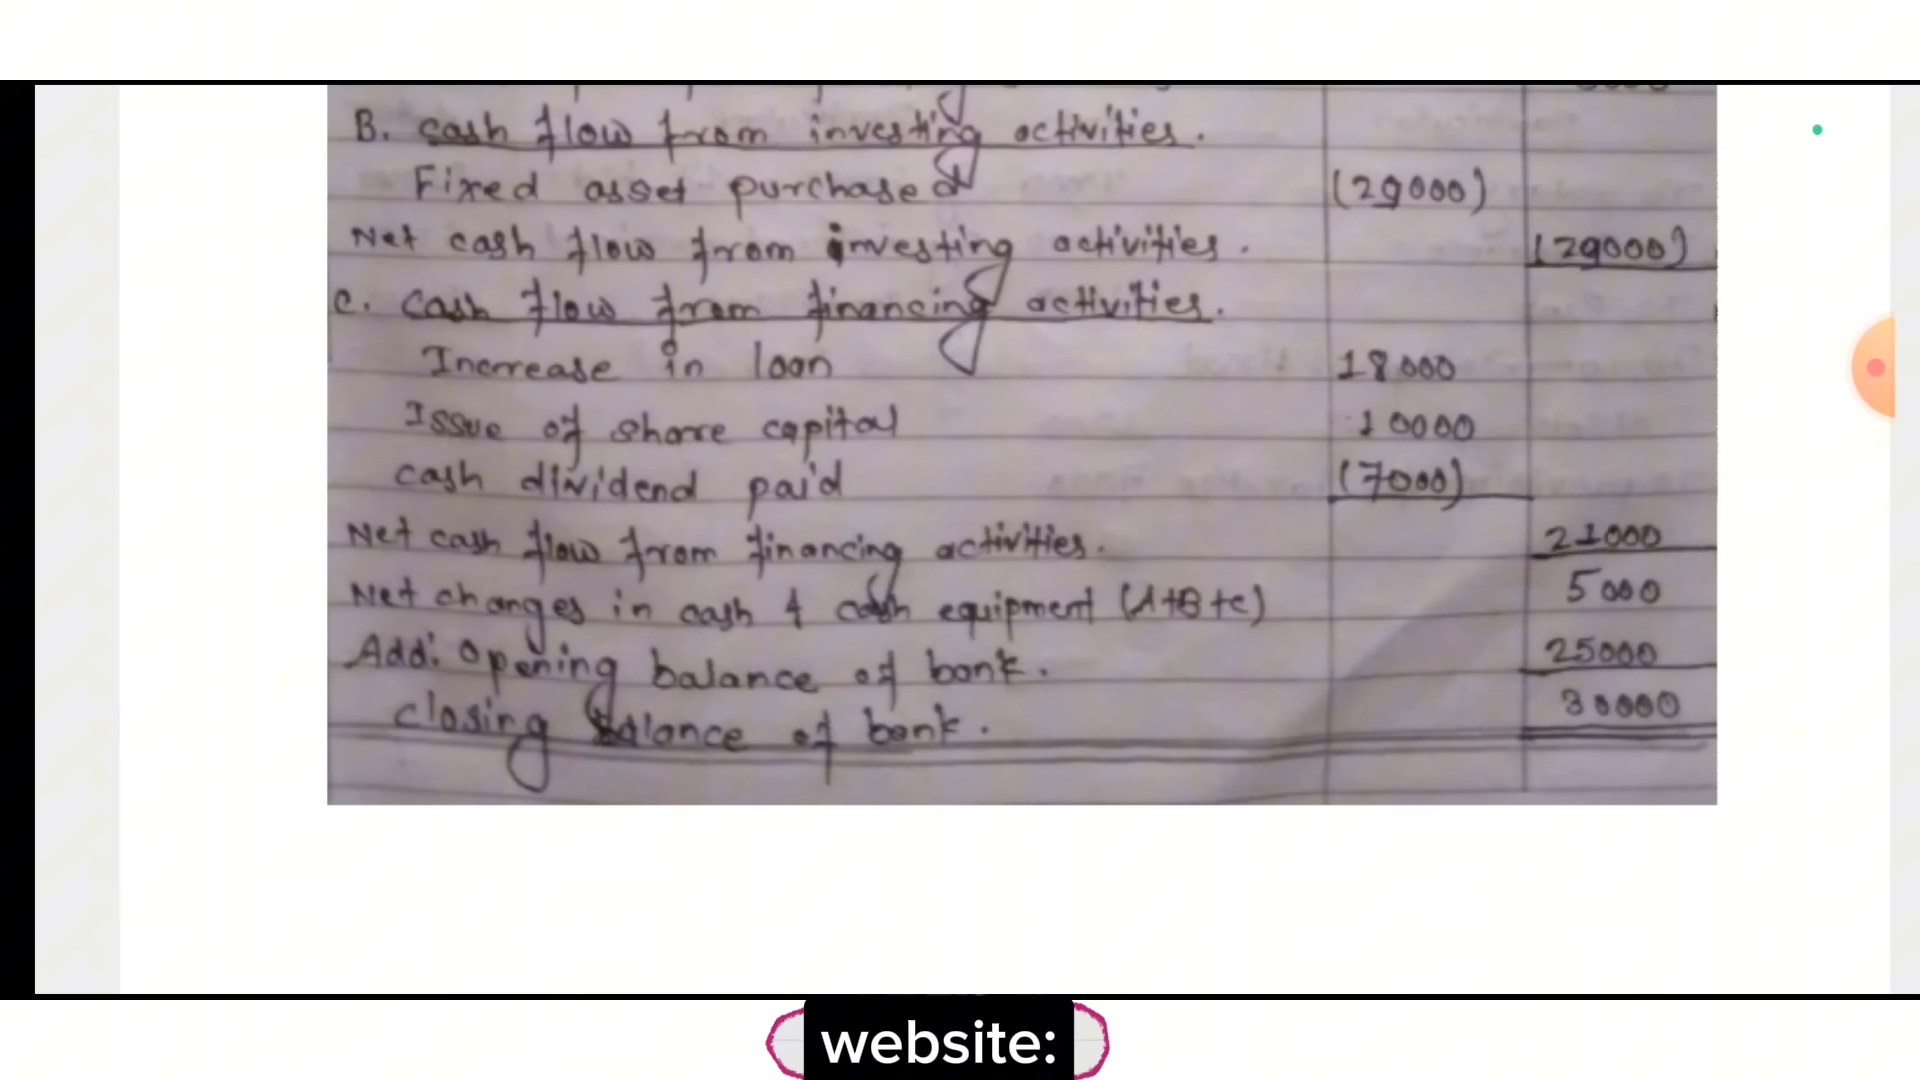 B. cash flow from investing activities.
Fixed asset purchased (29000)
Net cash flow from investing activities. (29000)
C. Cash flow from financing activities.
Increase in loan 18000
Issue of share capital 10000
cash dividend paid (7000)
Net cash flow from financing activities. 21000
Net changes in cash & cash equipment (A+B+C) 5000
Add: Opening balance of bank. 25000
closing balance of bank. 30000
website: